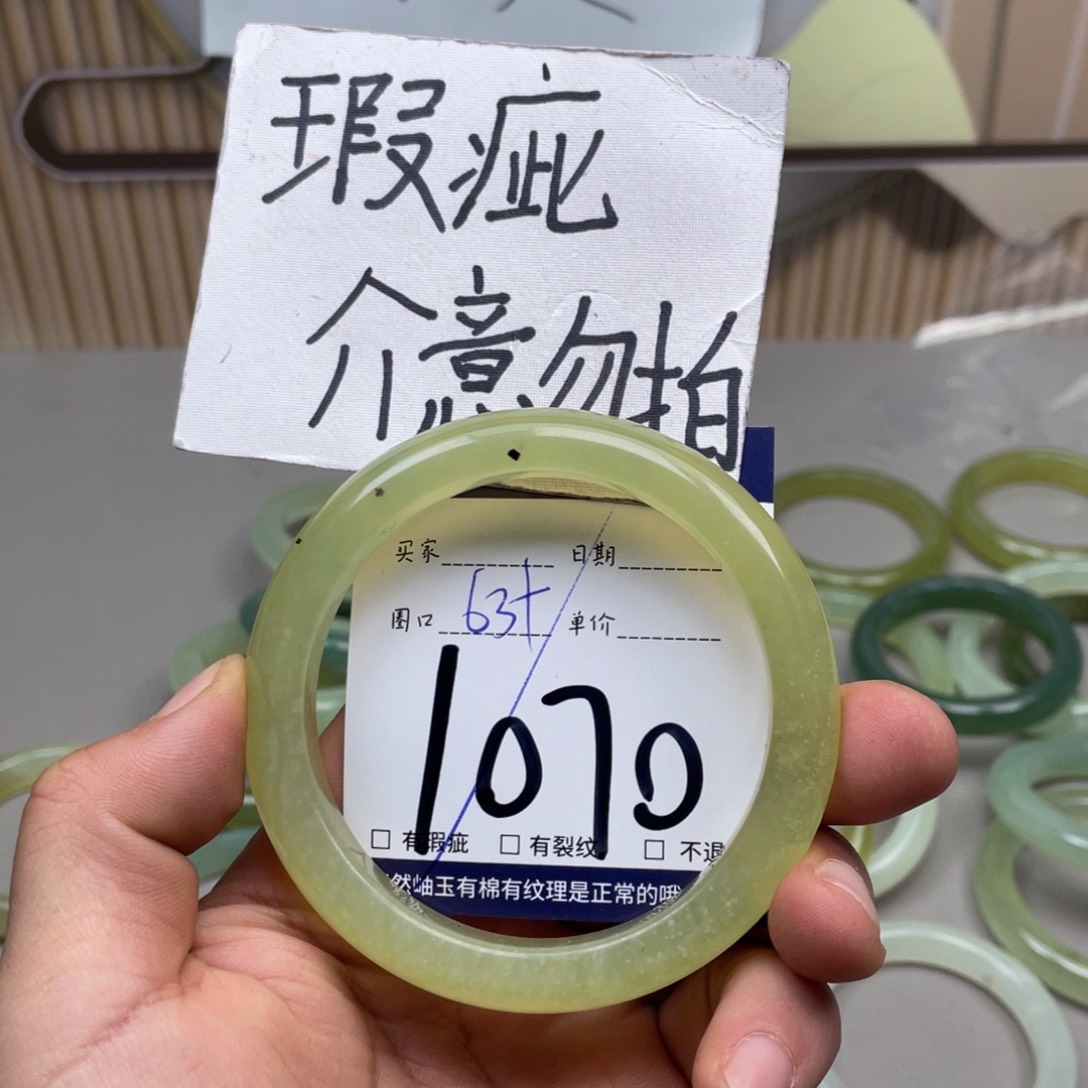 瑕疵
介意勿拍
买家 日期
圈口 63+ 单价
1070
□ 有瑕疵 □ 有裂纹 □ 不退
然岫玉有棉有纹理是正常的哦